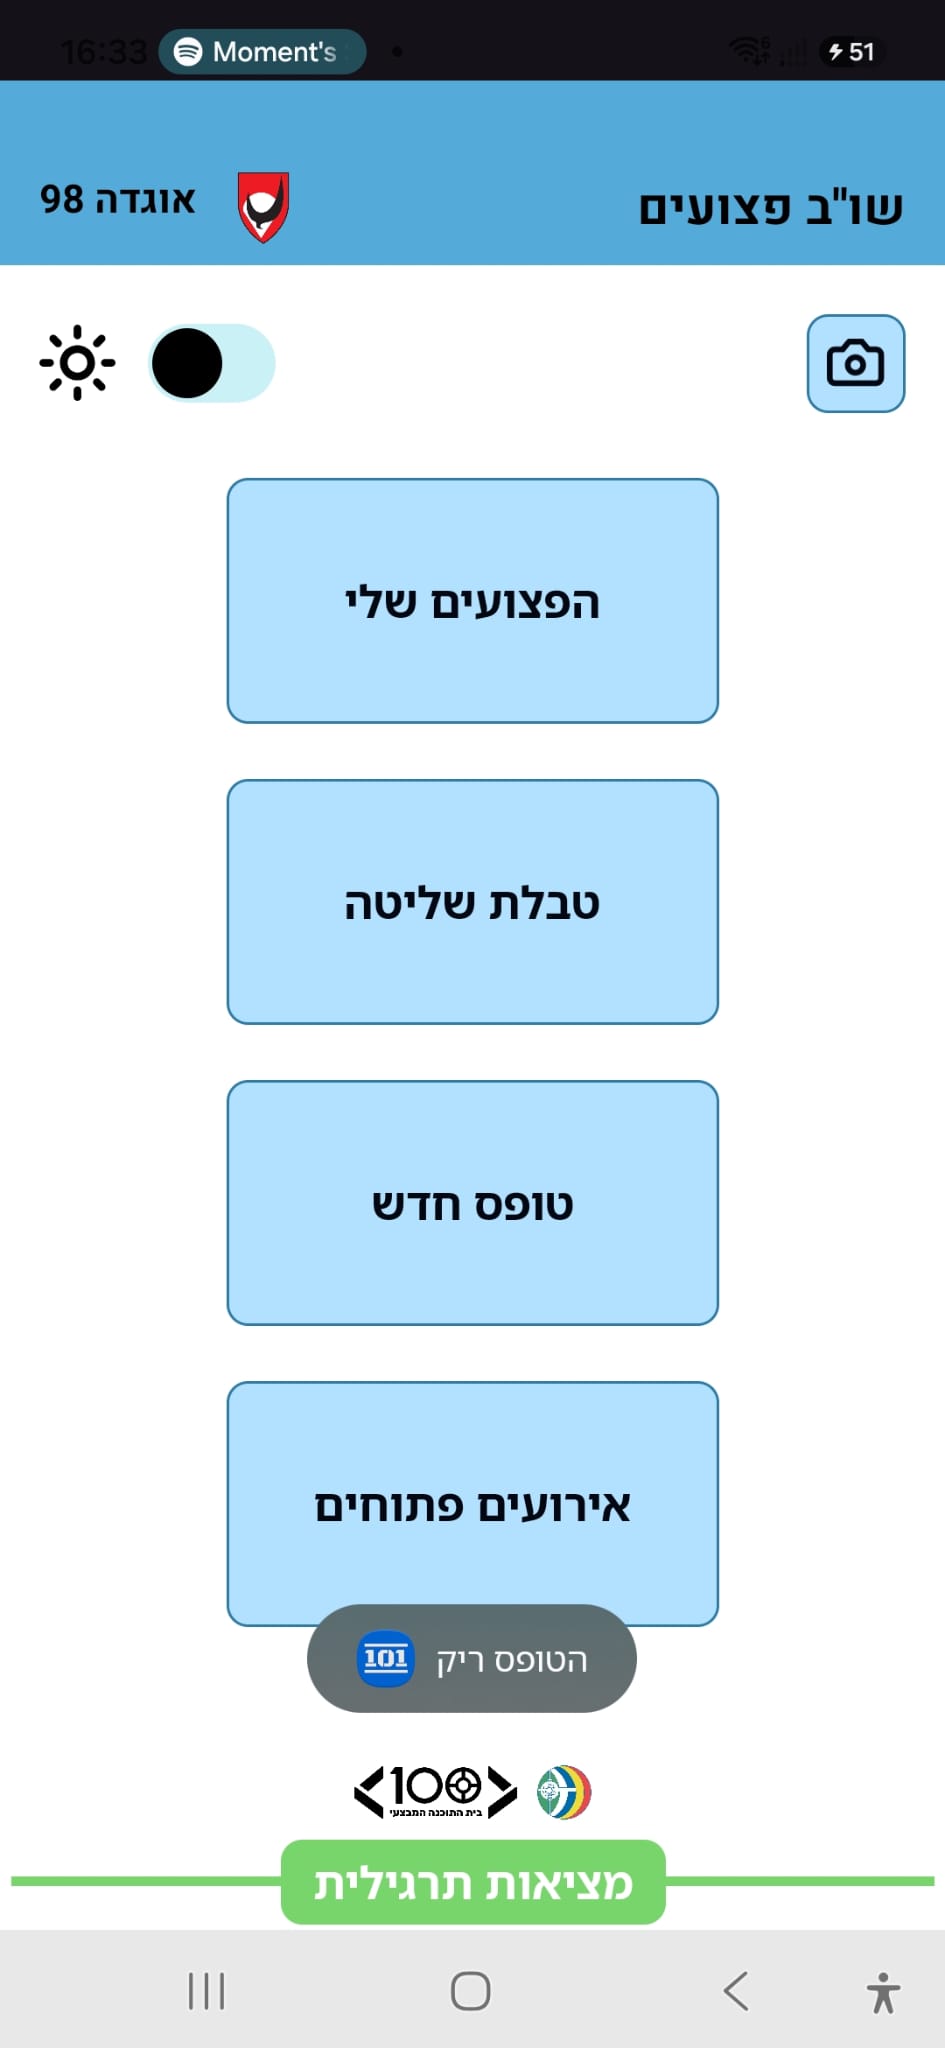 16:33 Moment's 6 51
שו"ב פצועים אוגדה 98
הפצועים שלי
טבלת שליטה
טופס חדש
אירועים פתוחים
הטופס ריק 101
<100>
בית התוכנה המבצעי
מציאות תרגילית